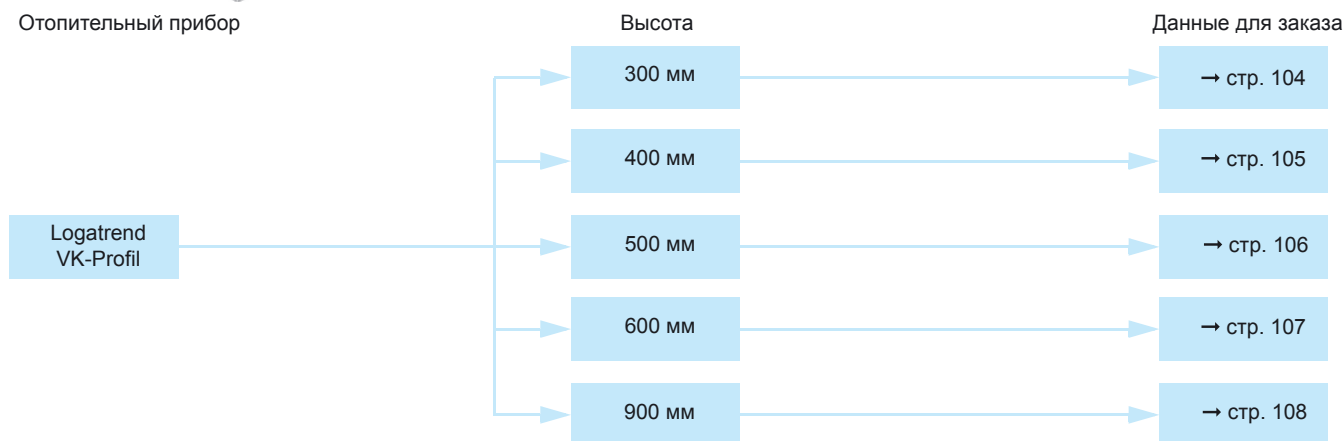 Отопительный прибор Высота Данные для заказа
300 мм → стр. 104
400 мм → стр. 105
Logatrend
VK-Profil
500 мм → стр. 106
600 мм → стр. 107
900 мм → стр. 108